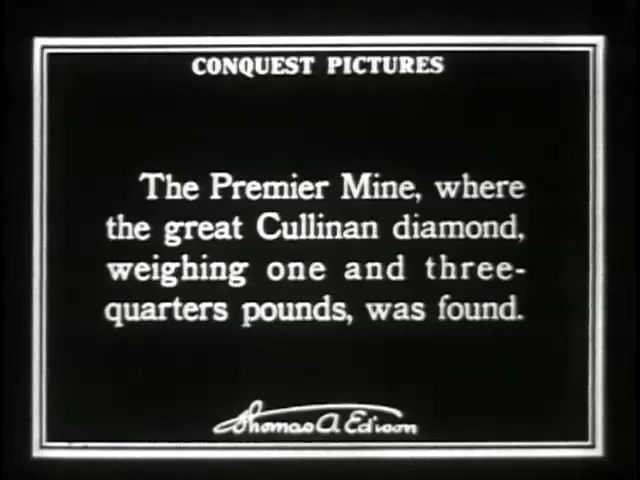 CONQUEST PICTURES
The Premier Mine, where
the great Cullinan diamond,
weighing one and three-
quarters pounds, was found.
Thomas A. Edison